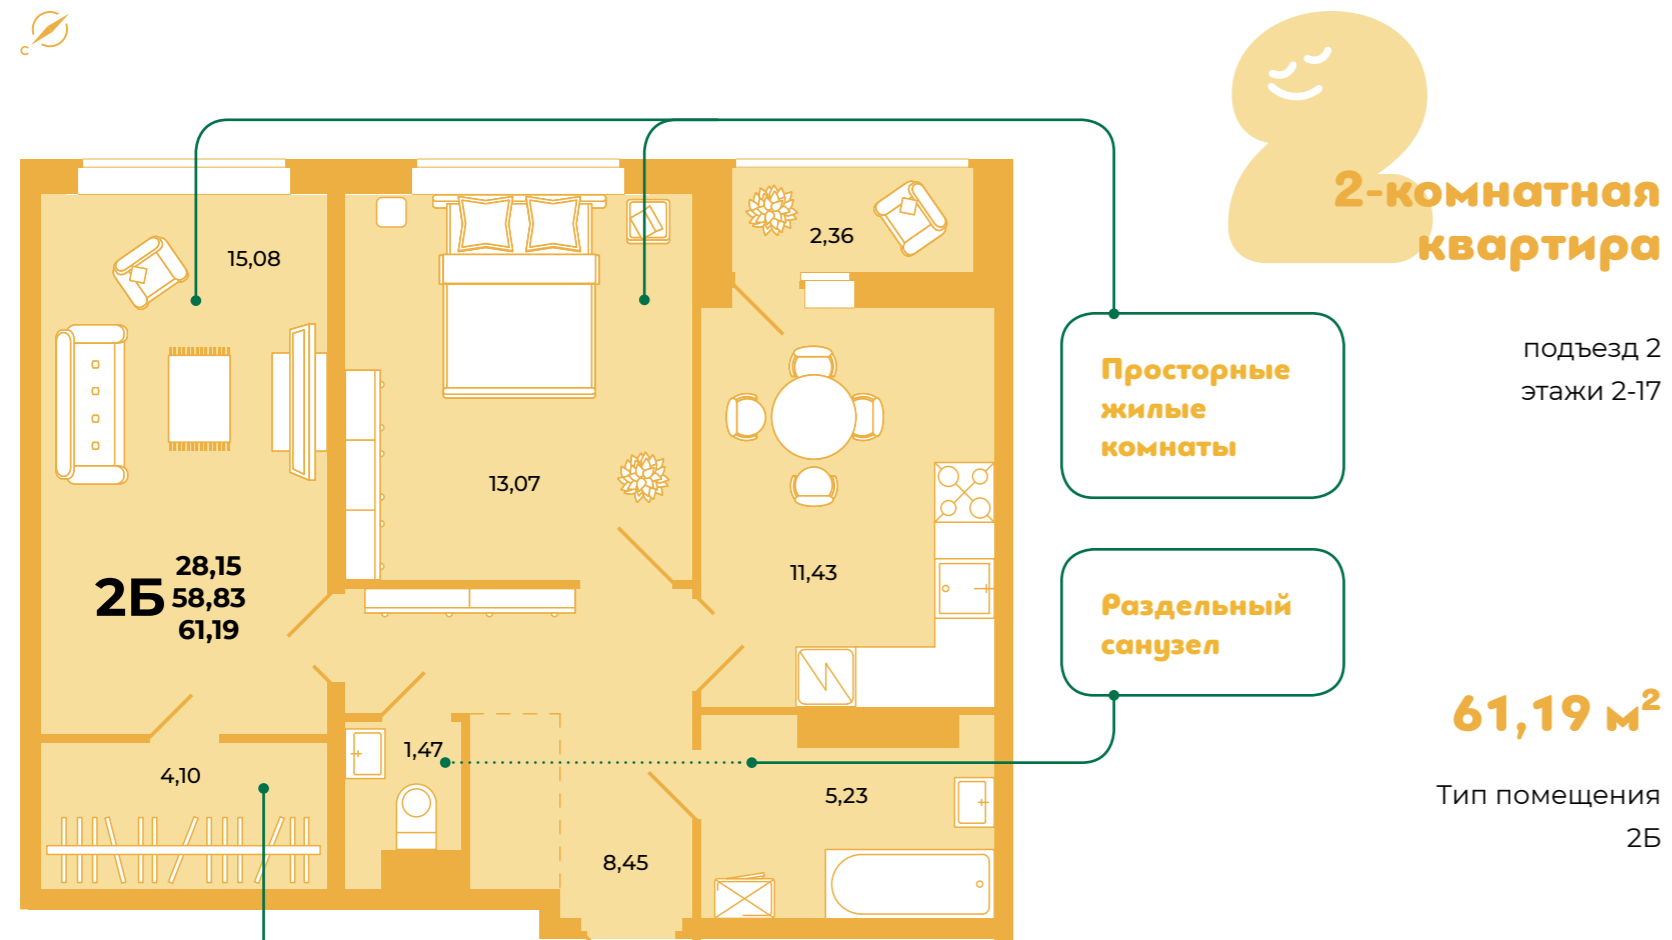 с
2-комнатная
квартира
15,08
2,36
подъезд 2
этажи 2-17
Просторные
жилые
комнаты
13,07
11,43
2Б
28,15
58,83
61,19
Раздельный
санузел
61,19 м²
1,47
4,10
5,23
8,45
Тип помещения
2Б